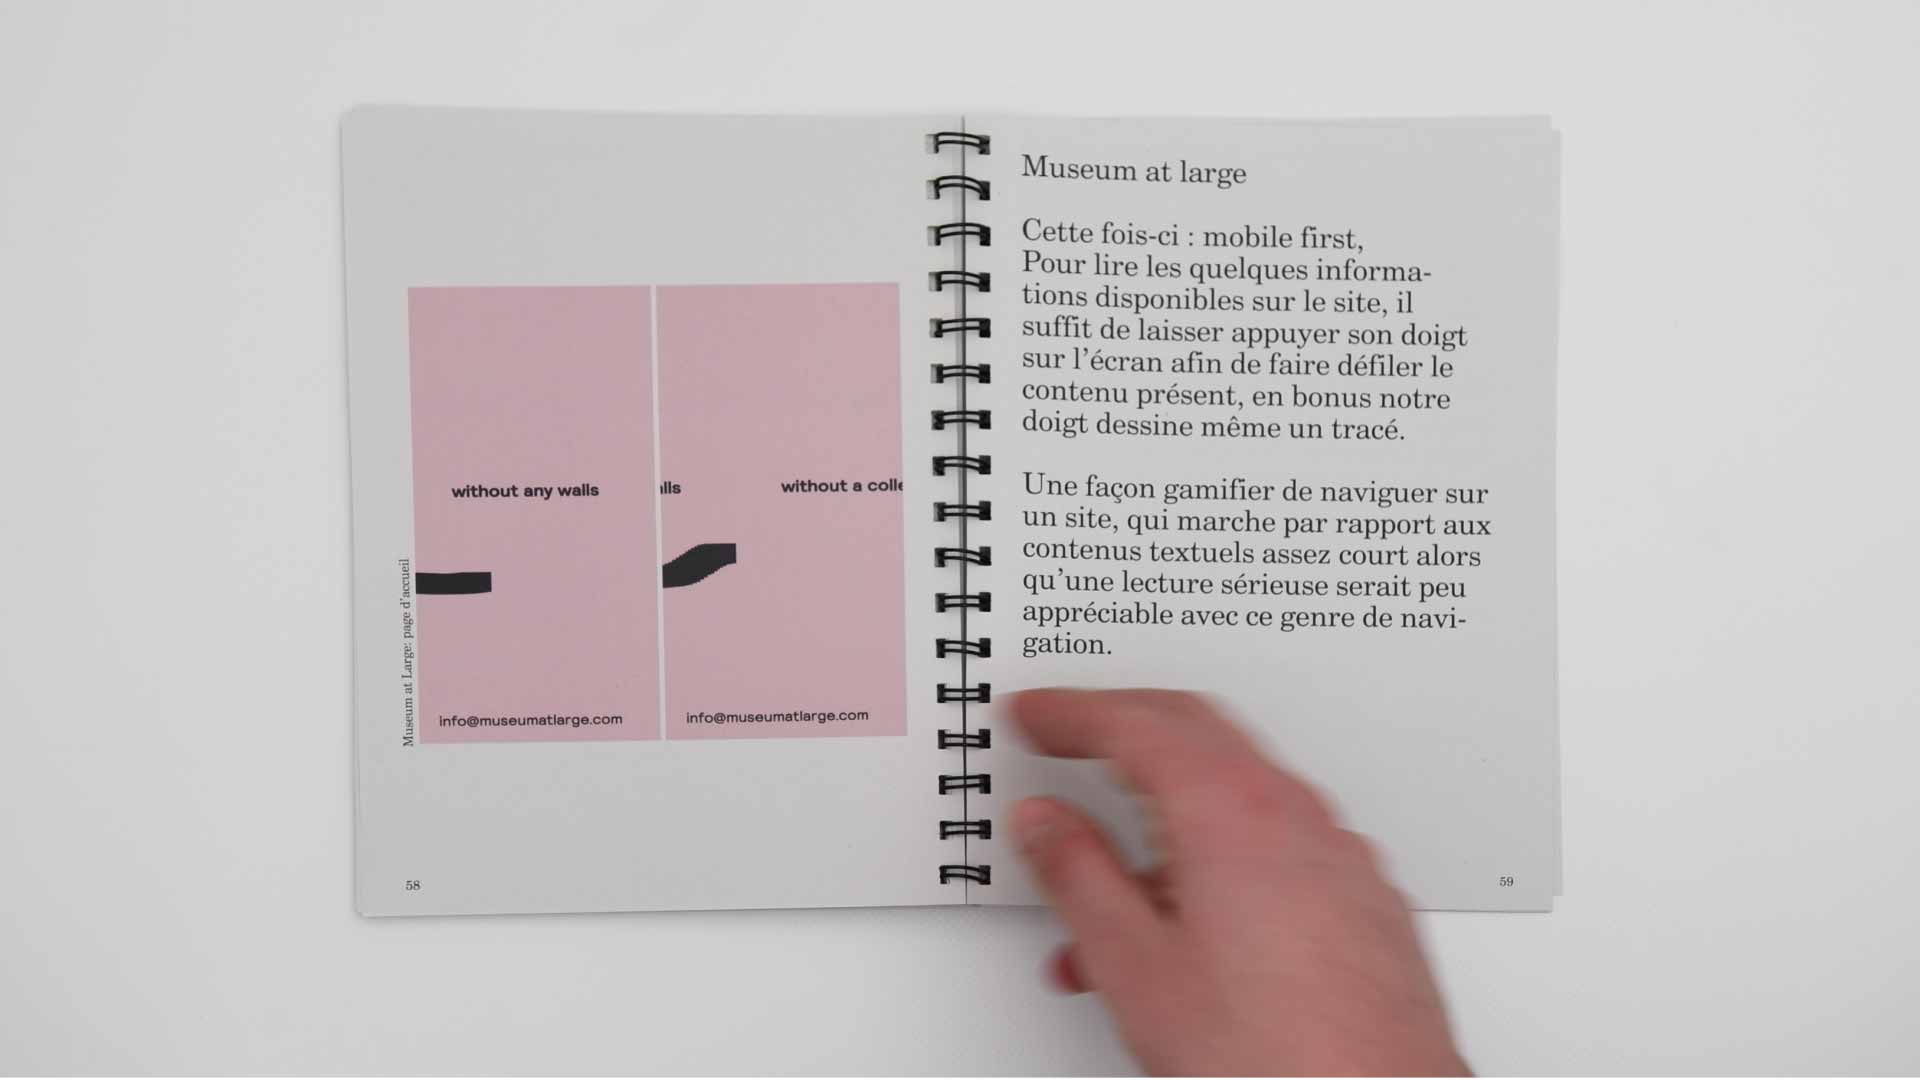 without any walls
info@museumatlarge.com
lls
without a colle
info@museumatlarge.com
Museum at Large: page d'accueil
58
Museum at large
Cette fois-ci : mobile first,
Pour lire les quelques informa-
tions disponibles sur le site, il
suffit de laisser appuyer son doigt
sur l'écran afin de faire défiler le
contenu présent, en bonus notre
doigt dessine même un tracé.
Une façon gamifier de naviguer sur
un site, qui marche par rapport aux
contenus textuels assez court alors
qu'une lecture sérieuse serait peu
appréciable avec ce genre de navi-
gation.
59